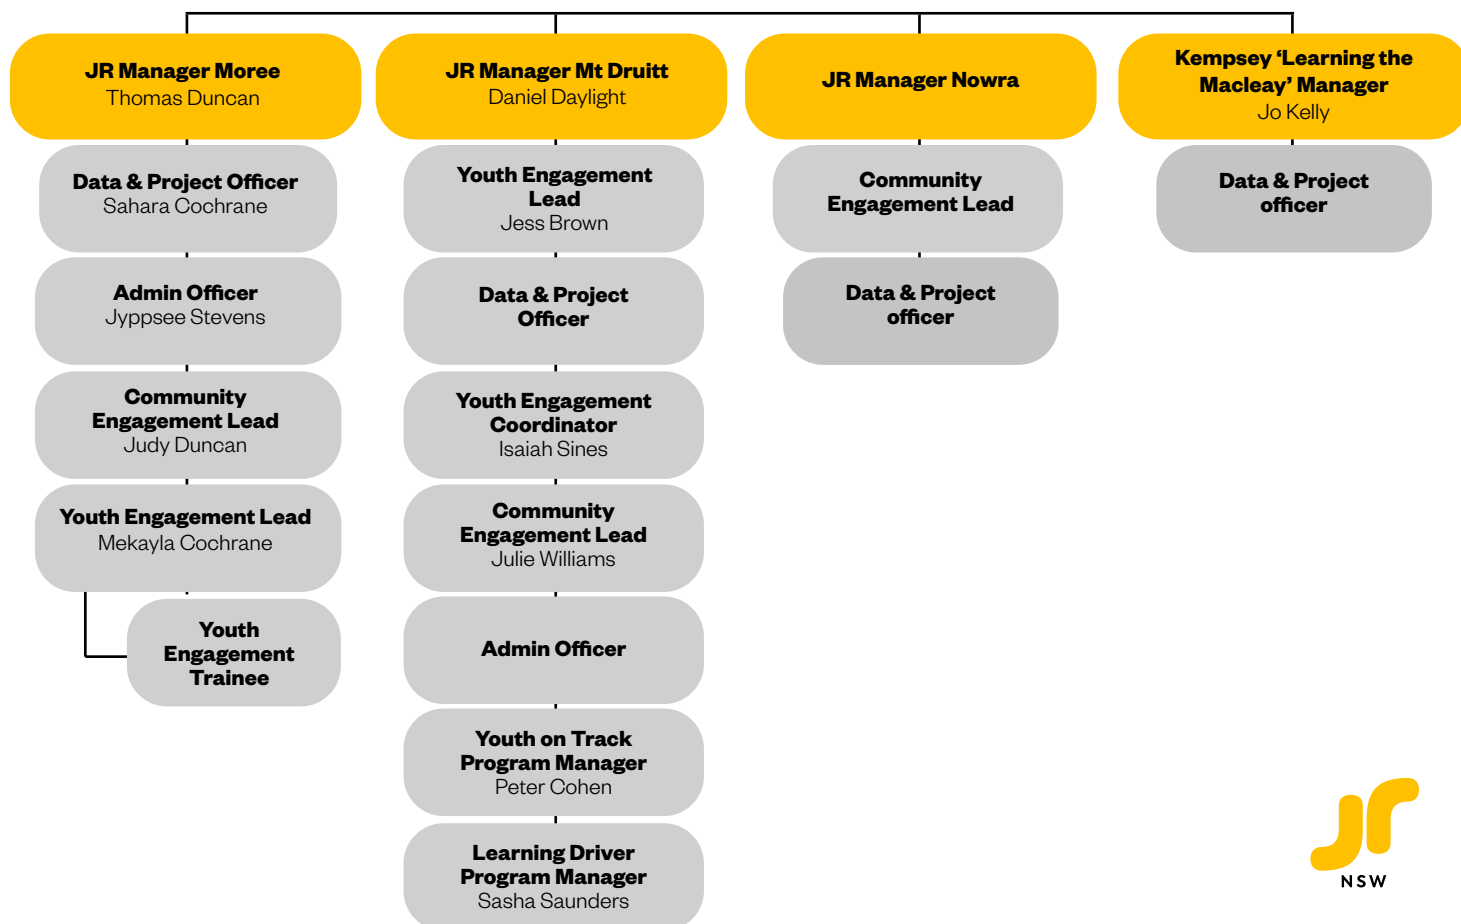 JR Manager Moree
Thomas Duncan
Data & Project Officer
Sahara Cochrane
Admin Officer
Jyppsee Stevens
Community
Engagement Lead
Judy Duncan
Youth Engagement Lead
Mekayla Cochrane
Youth
Engagement
Trainee
JR Manager Mt Druitt
Daniel Daylight
Youth Engagement
Lead
Jess Brown
Data & Project
Officer
Youth Engagement
Coordinator
Isaiah Sines
Community
Engagement Lead
Julie Williams
Admin Officer
Youth on Track
Program Manager
Peter Cohen
Learning Driver
Program Manager
Sasha Saunders
JR Manager Nowra
Community
Engagement Lead
Data & Project
officer
Kempsey ‘Learning the
Macleay’ Manager
Jo Kelly
Data & Project
officer
Jr
NSW